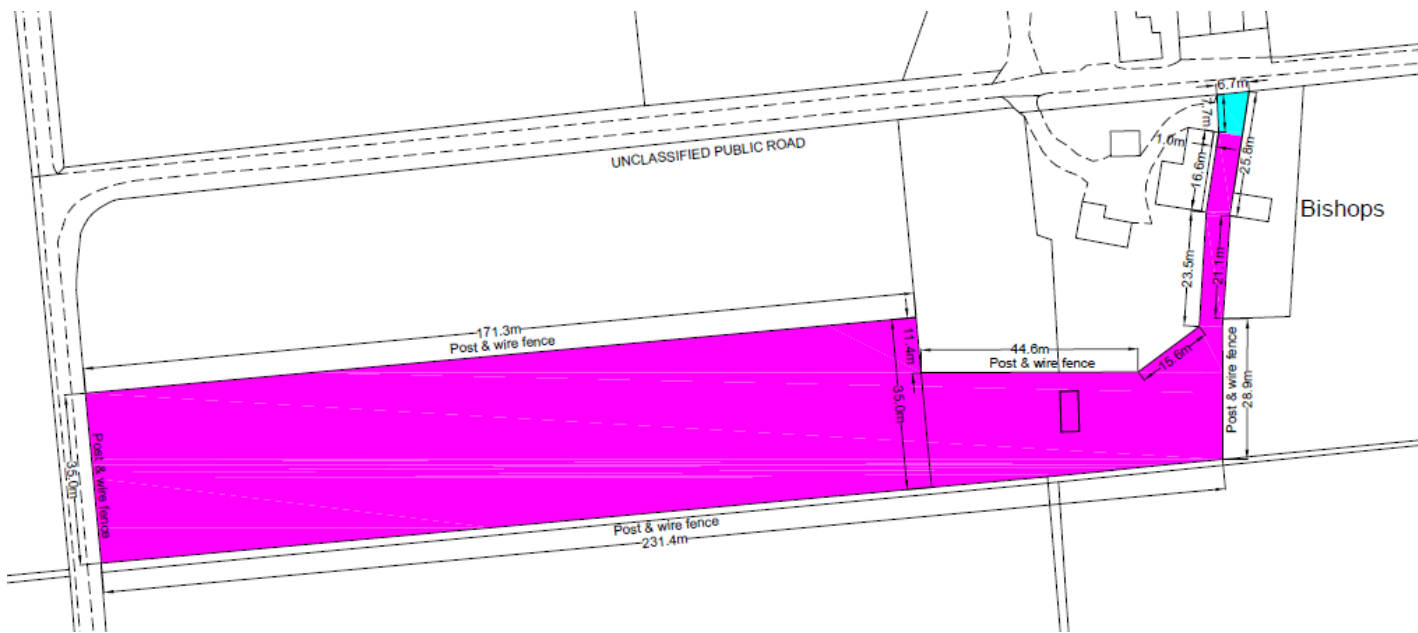 6.7m
7.7m
1.0m
16.6m
25.8m
UNCLASSIFIED PUBLIC ROAD
Bishops
23.5m
21.1m
171.3m
Post & wire fence
11.4m
44.6m
Post & wire fence
15.6m
Post & wire fence
28.9m
35.0m
35.0m
Post & wire fence
Post & wire fence
231.4m